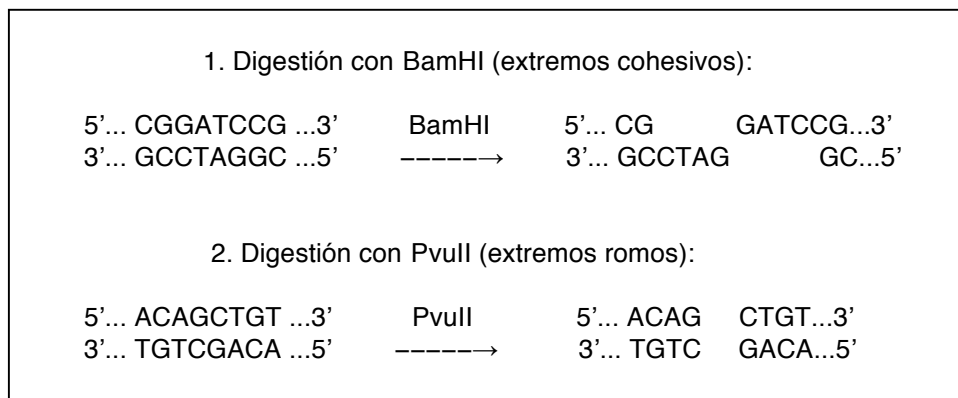 1. Digestión con BamHI (extremos cohesivos):
5’... CGGATCCG ...3’ BamHI 5’... CG GATCCG...3’
3’... GCCTAGGC ...5’ −−−−−→ 3’... GCCTAG GC...5’
2. Digestión con PvuII (extremos romos):
5’... ACAGCTGT ...3’ PvuII 5’... ACAG CTGT...3’
3’... TGTCGACA ...5’ −−−−−→ 3’... TGTC GACA...5’